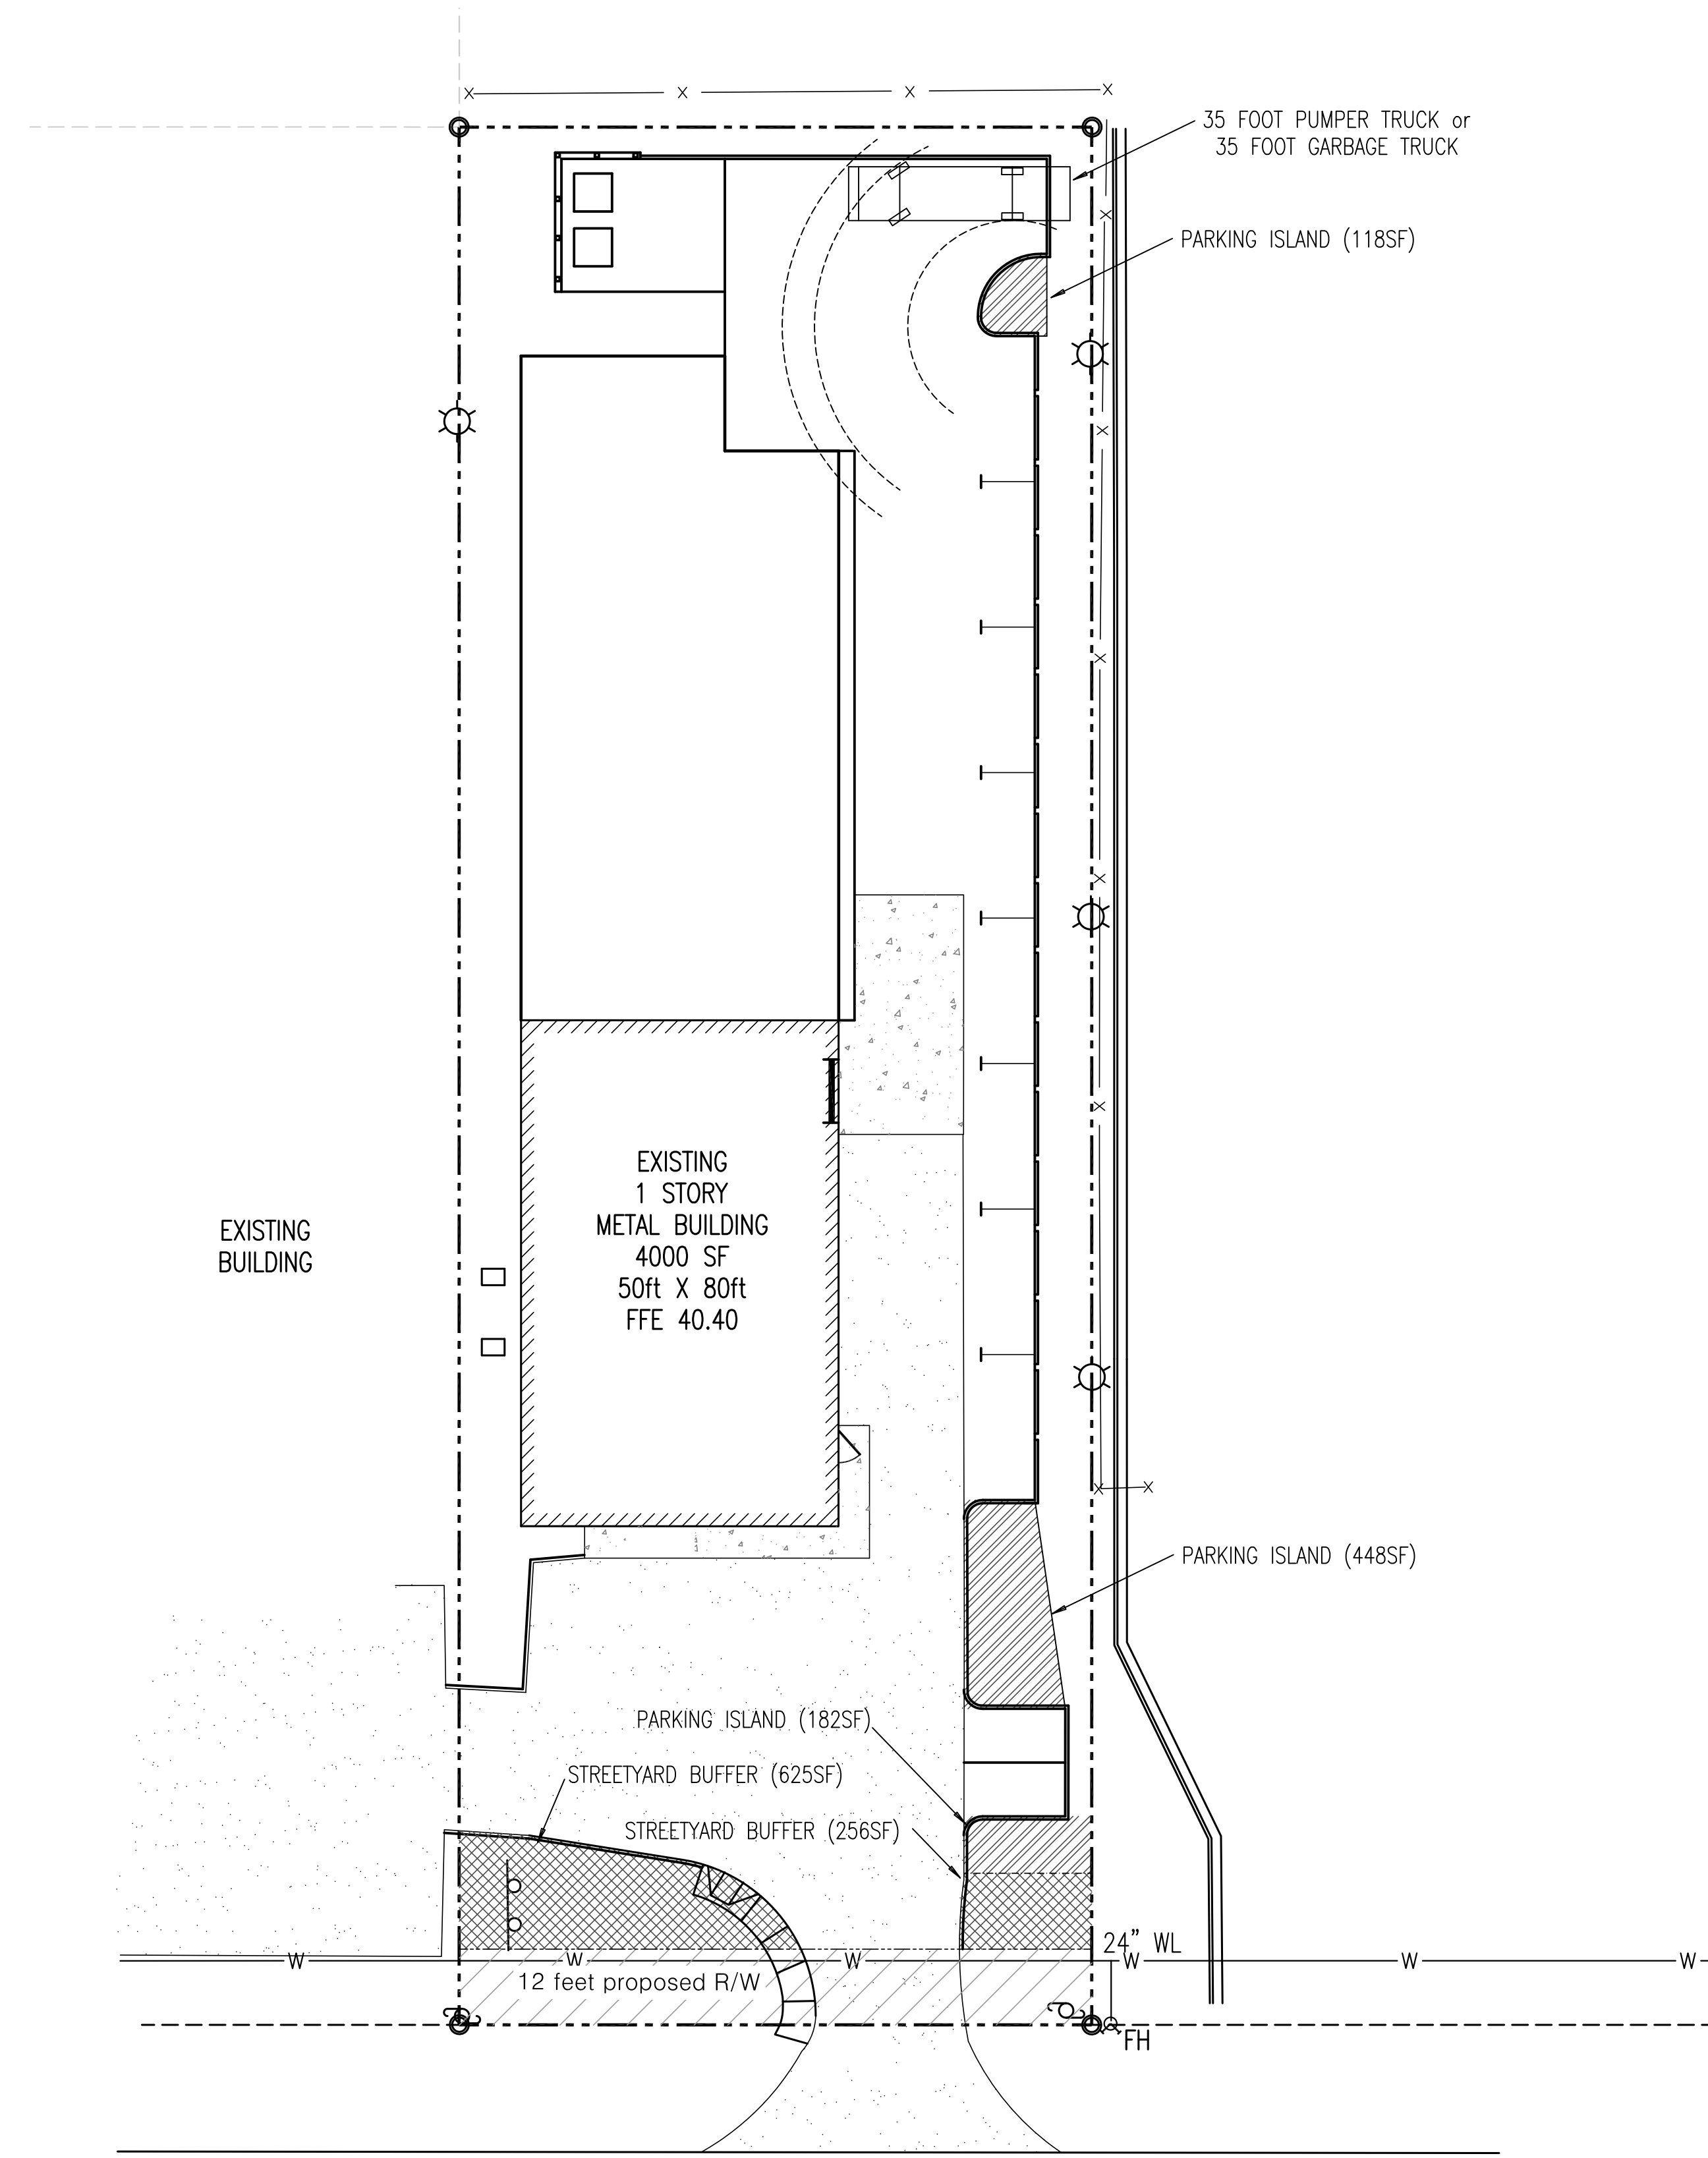 35 FOOT PUMPER TRUCK or
35 FOOT GARBAGE TRUCK
PARKING ISLAND (118SF)
EXISTING
1 STORY
METAL BUILDING
4000 SF
50ft X 80ft
FFE 40.40
EXISTING
BUILDING
PARKING ISLAND (448SF)
PARKING ISLAND (182SF)
STREETYARD BUFFER (625SF)
STREETYARD BUFFER (256SF)
24" WL
W W W W W W
12 feet proposed R/W
FH